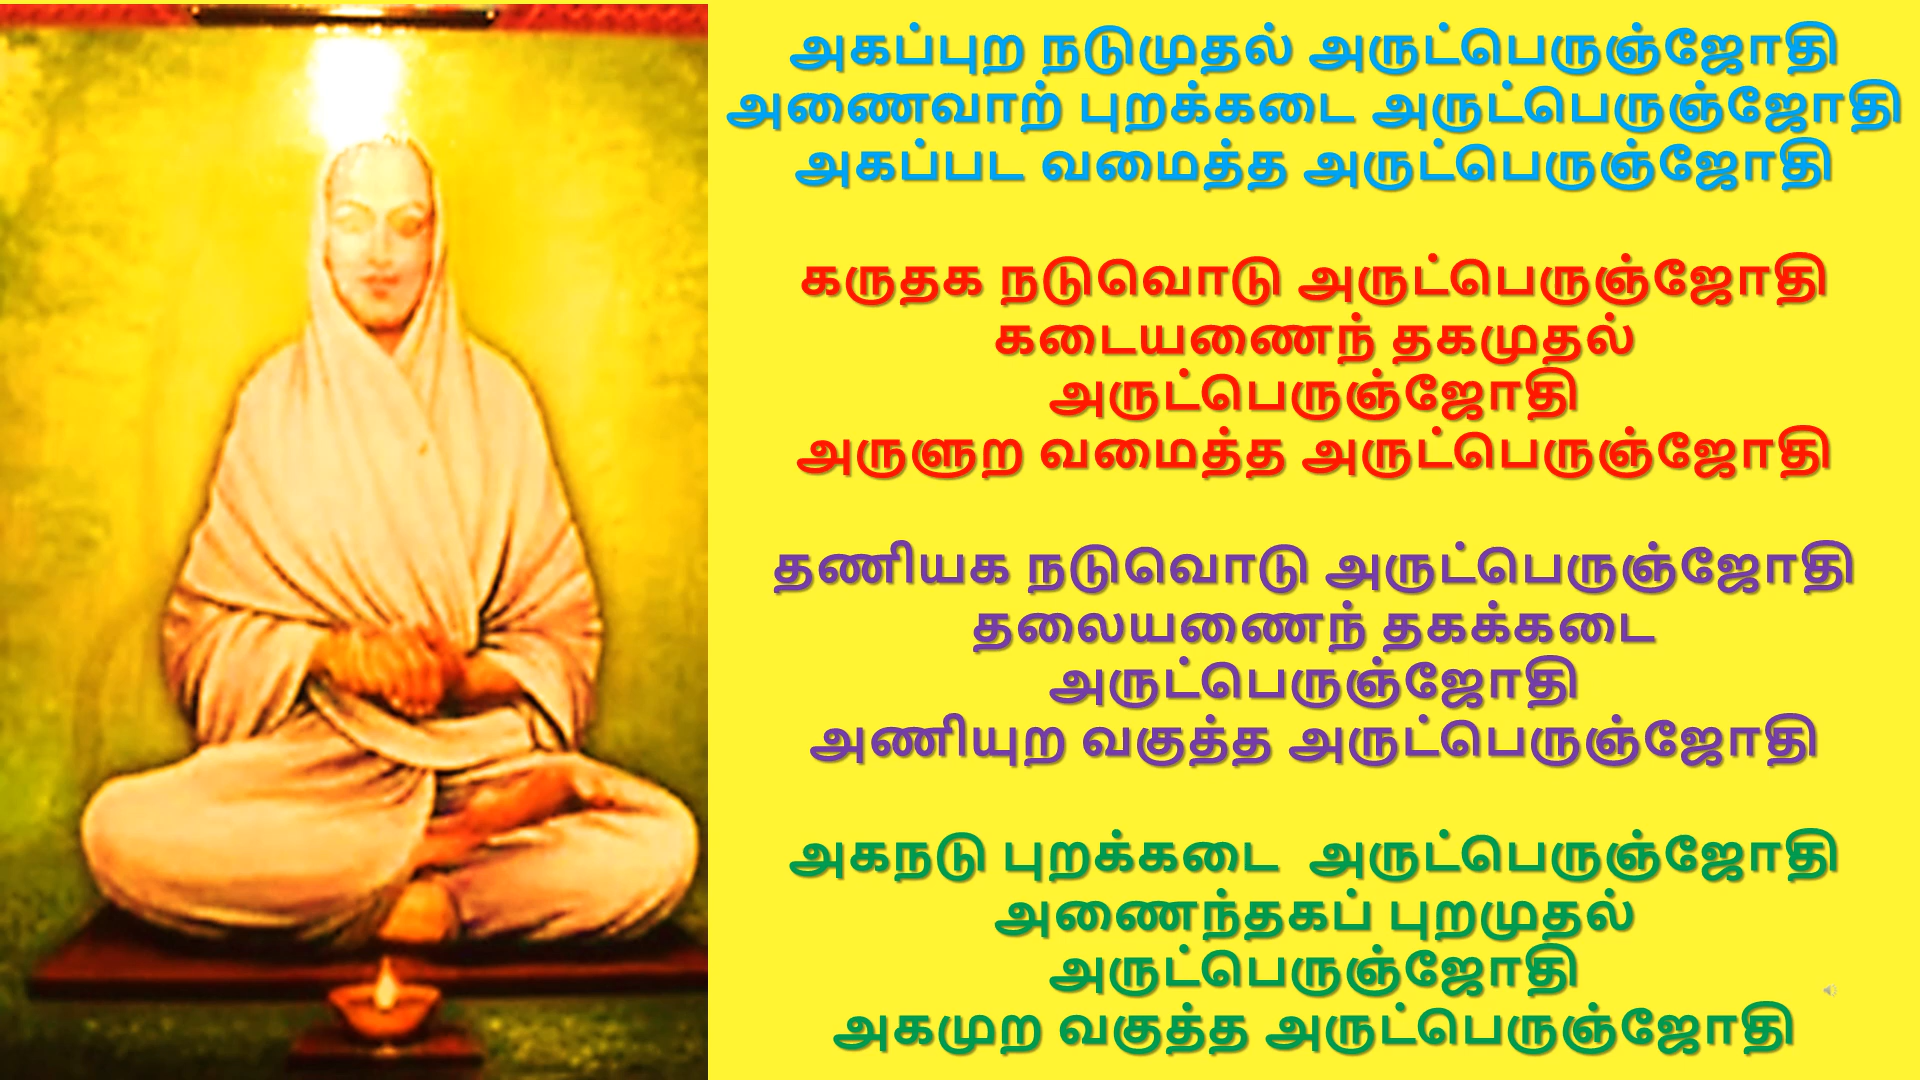 அகப்புற நடுமுதல் அருட்பெருஞ்ஜோதி
அணைவாற் புறக்கடை அருட்பெருஞ்ஜோதி
அகப்பட வமைத்த அருட்பெருஞ்ஜோதி
கருதக நடுவொடு அருட்பெருஞ்ஜோதி
கடையணைந் தகமுதல்
அருட்பெருஞ்ஜோதி
அருளுற வமைத்த அருட்பெருஞ்ஜோதி
தணியக நடுவொடு அருட்பெருஞ்ஜோதி
தலையணைந் தகக்கடை
அருட்பெருஞ்ஜோதி
அணியுற வகுத்த அருட்பெருஞ்ஜோதி
அகநடு புறக்கடை அருட்பெருஞ்ஜோதி
அணைந்தகப் புறமுதல்
அருட்பெருஞ்ஜோதி
அகமுற வகுத்த அருட்பெருஞ்ஜோதி